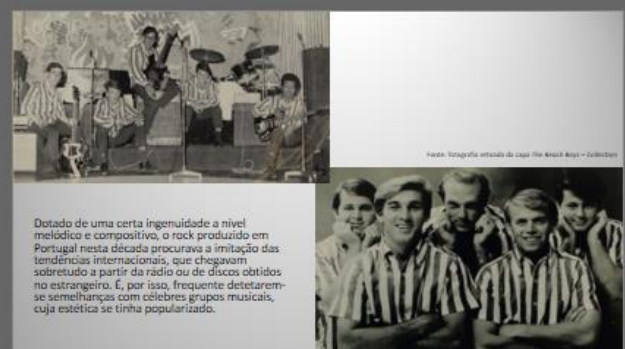 Fonte: fotografia retirada da capa The Beach Boys – Collection
Dotado de uma certa ingenuidade a nível
melódico e compositivo, o rock produzido em
Portugal nesta década procurava a imitação das
tendências internacionais, que chegavam
sobretudo a partir da rádio ou de discos obtidos
no estrangeiro. É, por isso, frequente detetarem-
se semelhanças com célebres grupos musicais,
cuja estética se tinha popularizado.